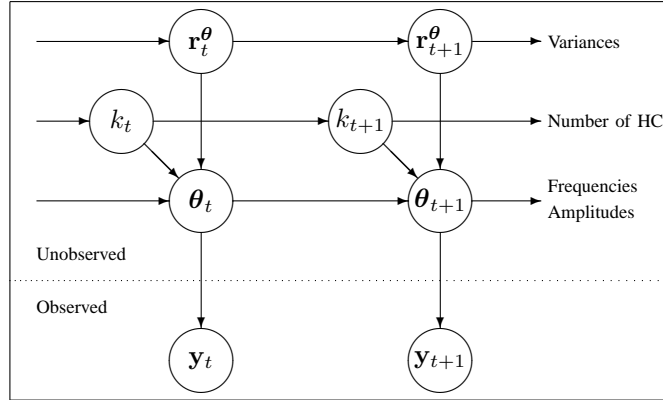 r_t^θ r_{t+1}^θ Variances
k_t k_{t+1} Number of HC
θ_t θ_{t+1} Frequencies
Amplitudes
Unobserved
Observed
y_t y_{t+1}